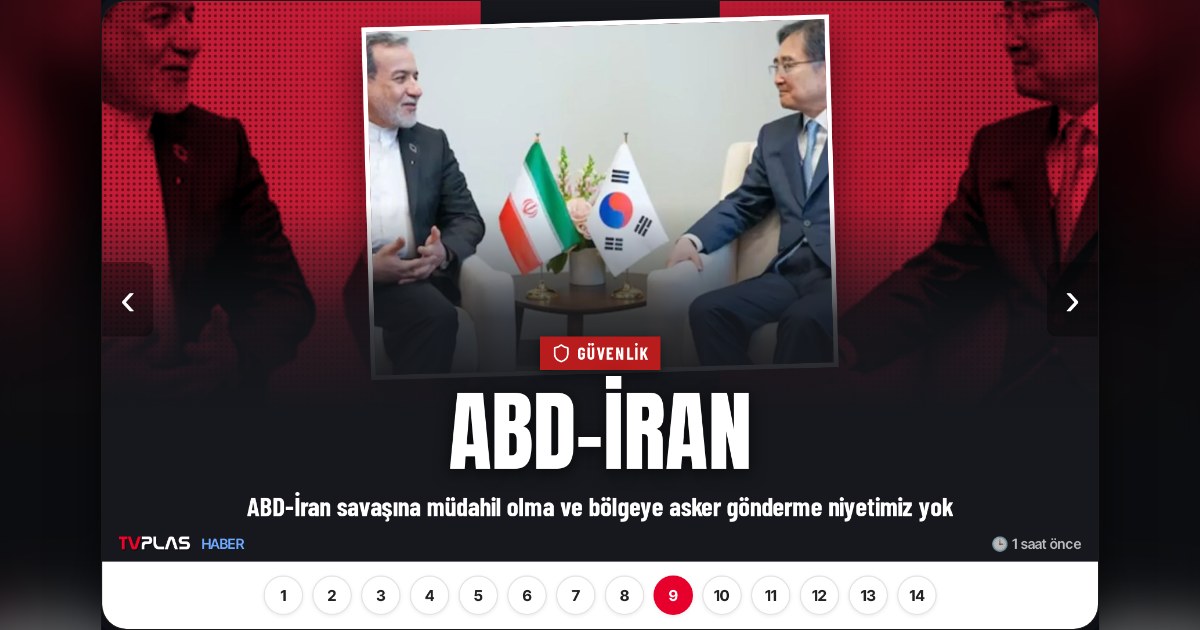 GÜVENLİK
ABD-İRAN
ABD-İran savaşına müdahil olma ve bölgeye asker gönderme niyetimiz yok
TVPLAS HABER
1 saat önce
1 2 3 4 5 6 7 8 9 10 11 12 13 14